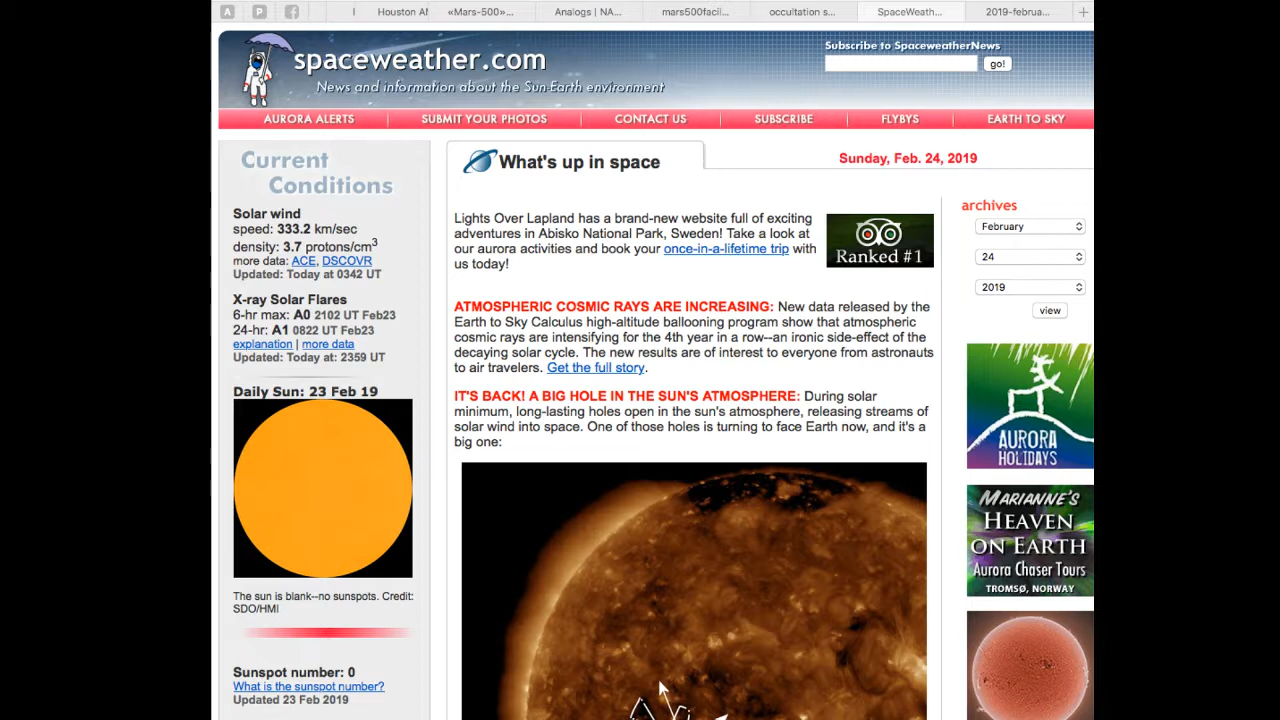 A
P
Houston AM
«Mars-500»...
Analogs | NA...
mars500facil...
occultation s...
SpaceWeath...
2019-februa...
spaceweather.com
News and information about the Sun-Earth environment
Subscribe to SpaceweatherNews
go!
AURORA ALERTS
SUBMIT YOUR PHOTOS
CONTACT US
SUBSCRIBE
FLYBYS
EARTH TO SKY
Current
Conditions
Solar wind
speed: 333.2 km/sec
density: 3.7 protons/cm3
more data: ACE, DSCOVR
Updated: Today at 0342 UT
X-ray Solar Flares
6-hr max: A0 2102 UT Feb23
24-hr: A1 0822 UT Feb23
explanation | more data
Updated: Today at: 2359 UT
Daily Sun: 23 Feb 19
The sun is blank--no sunspots. Credit:
SDO/HMI
Sunspot number: 0
What is the sunspot number?
Updated 23 Feb 2019
What's up in space
Sunday, Feb. 24, 2019
Lights Over Lapland has a brand-new website full of exciting
adventures in Abisko National Park, Sweden! Take a look at
our aurora activities and book your once-in-a-lifetime trip with
us today!
Ranked #1
ATMOSPHERIC COSMIC RAYS ARE INCREASING: New data released by the
Earth to Sky Calculus high-altitude ballooning program show that atmospheric
cosmic rays are intensifying for the 4th year in a row--an ironic side-effect of the
decaying solar cycle. The new results are of interest to everyone from astronauts
to air travelers. Get the full story.
IT'S BACK! A BIG HOLE IN THE SUN'S ATMOSPHERE: During solar
minimum, long-lasting holes open in the sun's atmosphere, releasing streams of
solar wind into space. One of those holes is turning to face Earth now, and it's a
big one:
archives
February
24
2019
view
AURORA
HOLIDAYS
MARIANNE'S
HEAVEN
ON EARTH
Aurora Chaser Tours
TROMSØ, NORWAY